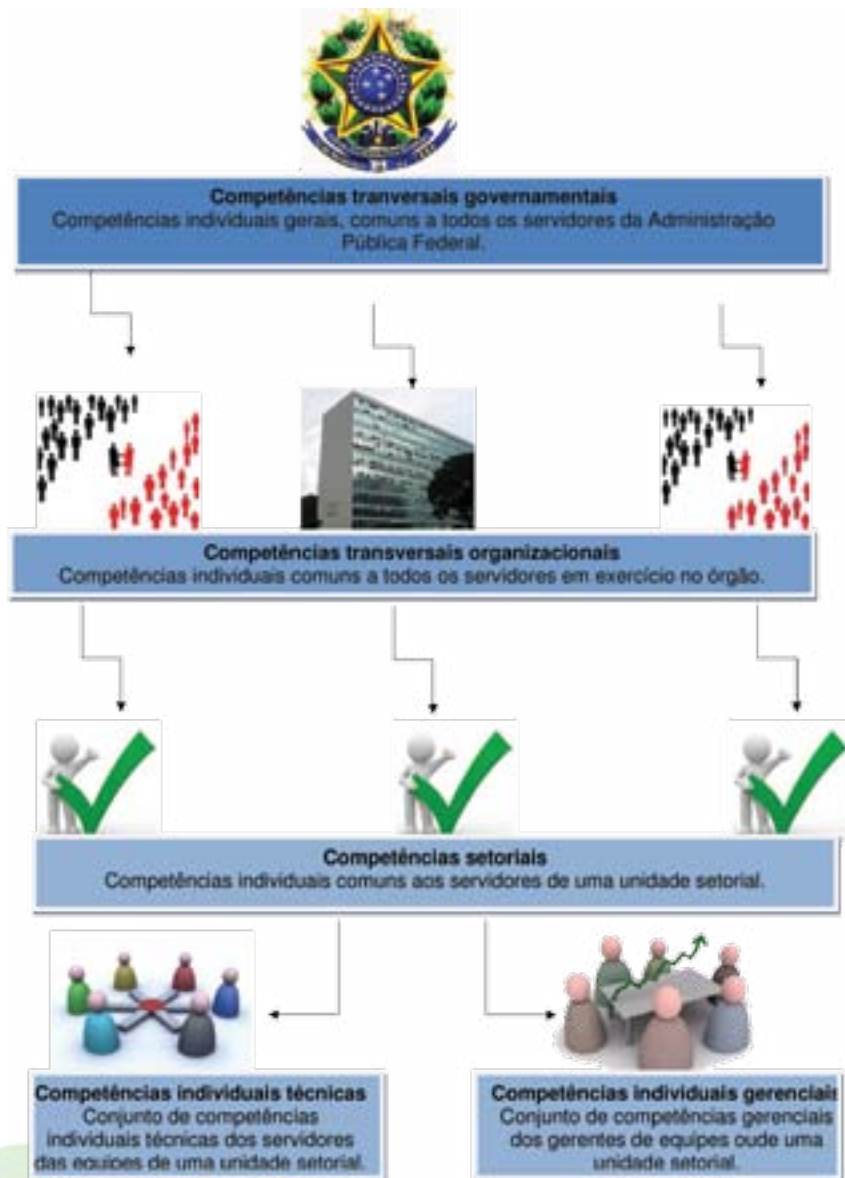 Competências tranversais governamentais
Competências individuais gerais, comuns a todos os servidores da Administração
Pública Federal.
Competências transversais organizacionais
Competências individuais comuns a todos os servidores em exercício no órgão.
Competências setoriais
Competências individuais comuns aos servidores de uma unidade setorial.
Competências individuais técnicas
Conjunto de competências
individuais técnicas dos servidores
das equipes de uma unidade setorial.
Competências individuais gerenciais
Conjunto de competências gerenciais
dos gerentes de equipes oude uma
unidade setorial.